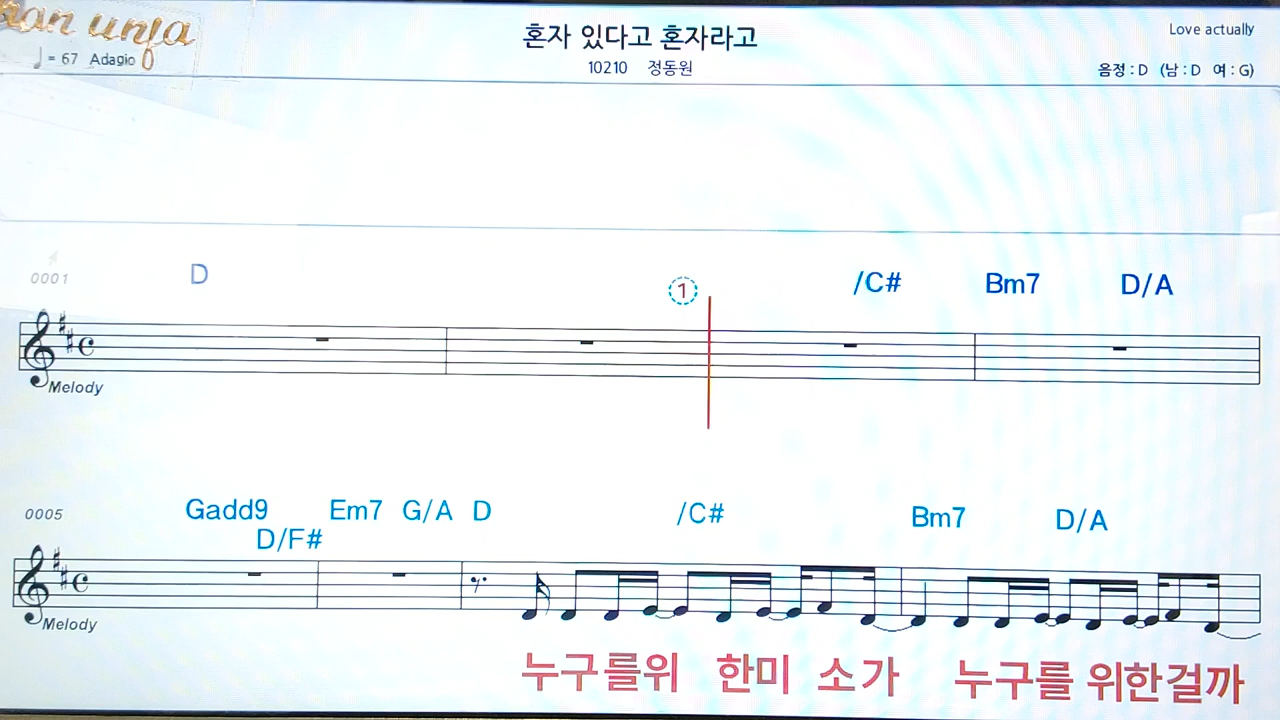 혼자 있다고 혼자라고
Love actually
♩= 67 Adagio
10210 정동원
음정 : D (남 : D 여 : G)
0001
D
1
/C# Bm7 D/A
Melody
0005
Gadd9 Em7 G/A D /C# Bm7 D/A
D/F#
Melody
누구를위 한미 소가 누구를 위한걸까